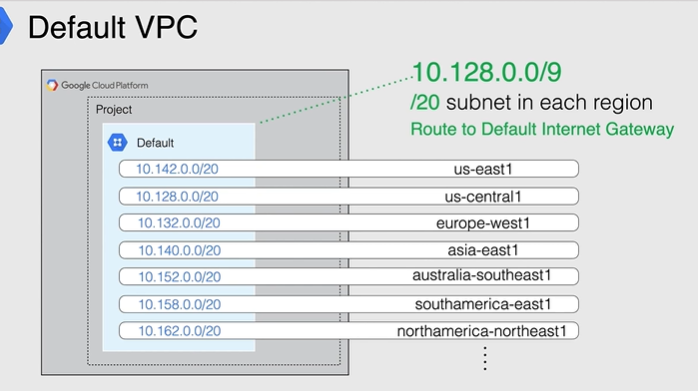 Default VPC
Google Cloud Platform
Project
Default
10.128.0.0/9
/20 subnet in each region
Route to Default Internet Gateway
10.142.0.0/20 us-east1
10.128.0.0/20 us-central1
10.132.0.0/20 europe-west1
10.140.0.0/20 asia-east1
10.152.0.0/20 australia-southeast1
10.158.0.0/20 southamerica-east1
10.162.0.0/20 northamerica-northeast1